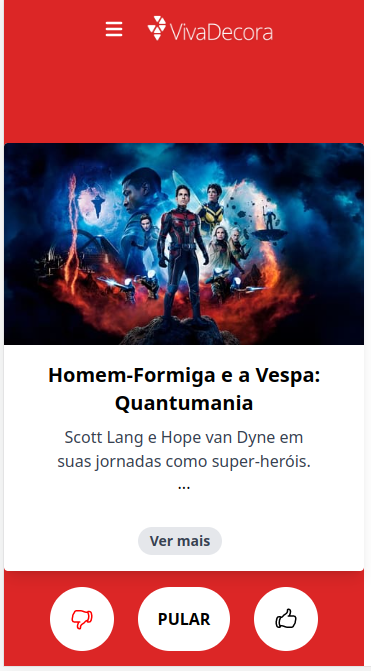 VivaDecora
Homem-Formiga e a Vespa:
Quantumania
Scott Lang e Hope van Dyne em
suas jornadas como super-heróis.
...
Ver mais
PULAR